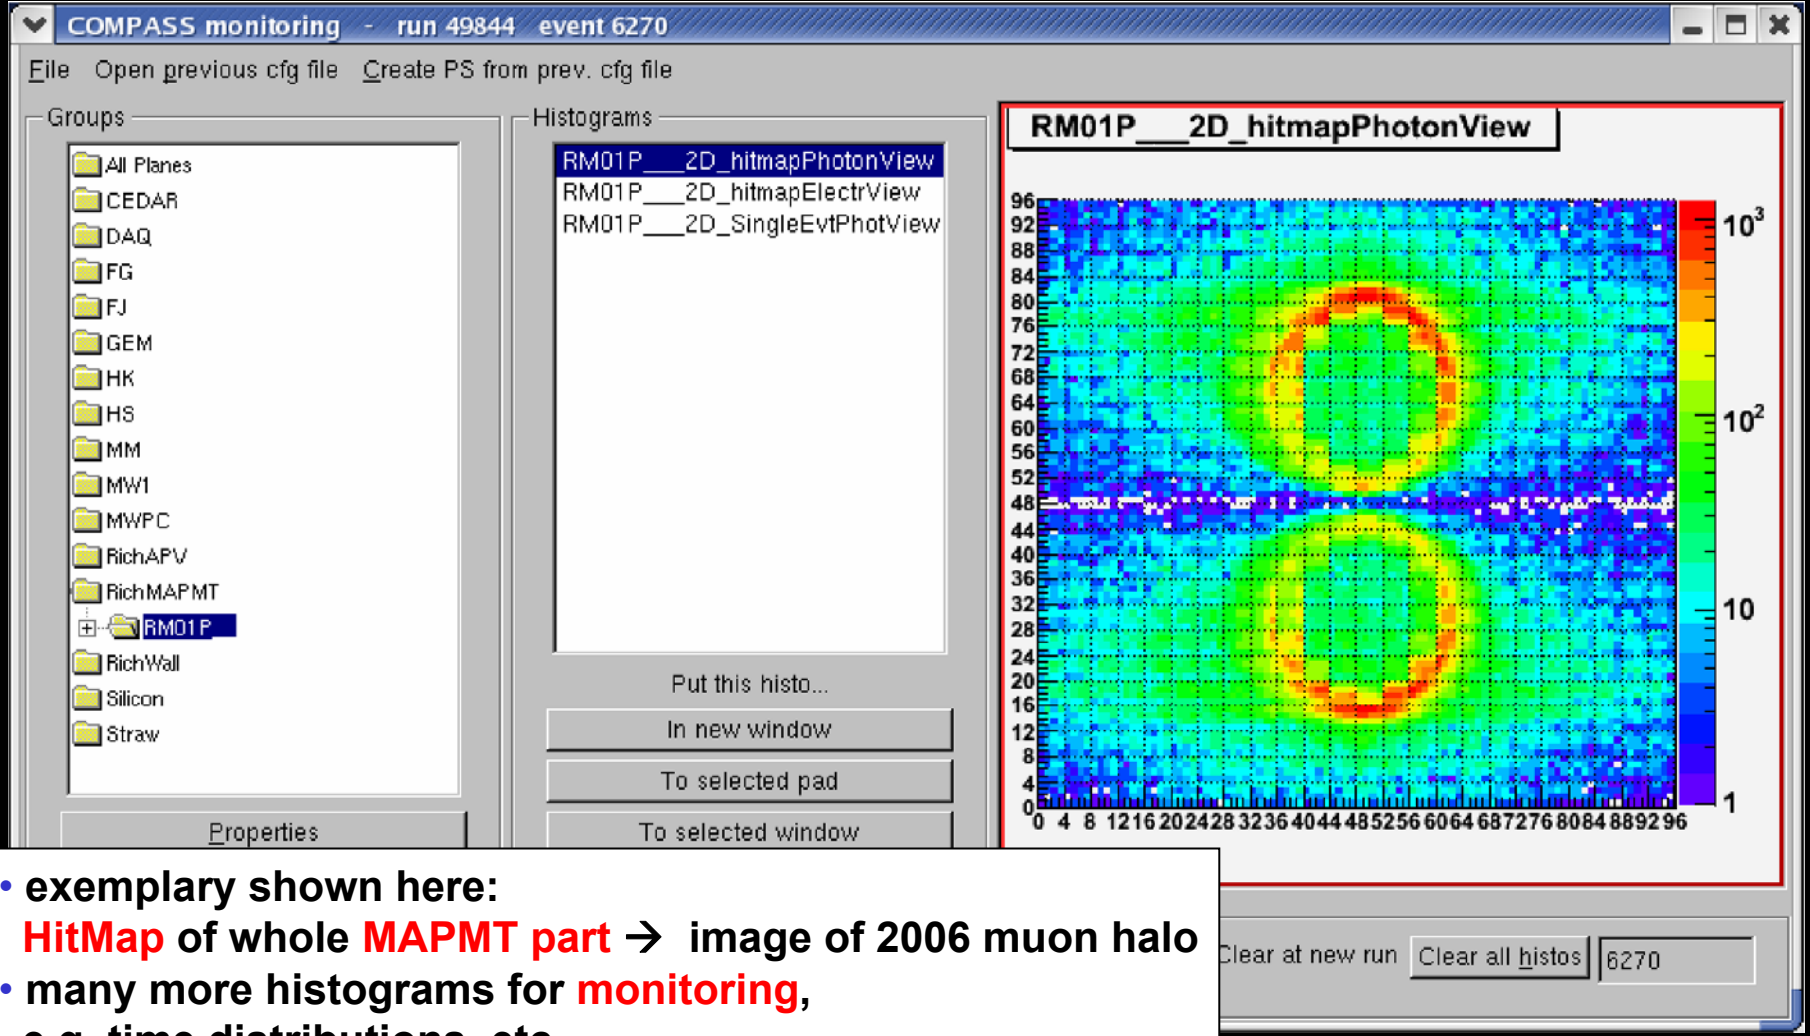 COMPASS monitoring - run 49844 event 6270
File Open previous cfg file Create PS from prev. cfg file
Groups
All Planes
CEDAR
DAQ
FG
FJ
GEM
HK
HS
MM
MW1
MWPC
RichAPV
RichMAPMT
RM01P
RichWall
Silicon
Straw
Properties
Histograms
RM01P___2D_hitmapPhotonView
RM01P___2D_hitmapElectrView
RM01P___2D_SingleEvtPhotView
Put this histo...
In new window
To selected pad
To selected window
RM01P___2D_hitmapPhotonView
96
92
88
84
80
76
72
68
64
60
56
52
48
44
40
36
32
28
24
20
16
12
8
4
0
0 4 8 12 16 20 24 28 32 36 40 44 48 52 56 60 64 68 72 76 80 84 88 92 96
10³
10²
10
1
• exemplary shown here:
HitMap of whole MAPMT part → image of 2006 muon halo
• many more histograms for monitoring,
e.g. time distributions, etc.
Clear at new run Clear all histos 6270